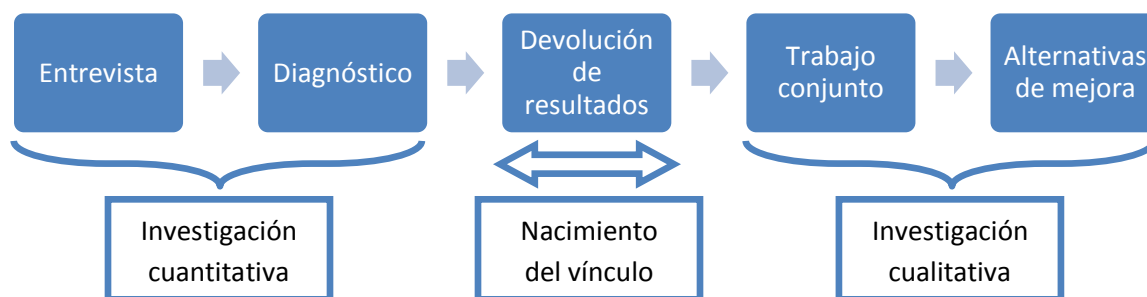 Entrevista
Diagnóstico
Devolución
de
resultados
Trabajo
conjunto
Alternativas
de mejora
Investigación
cuantitativa
Nacimiento
del vínculo
Investigación
cualitativa